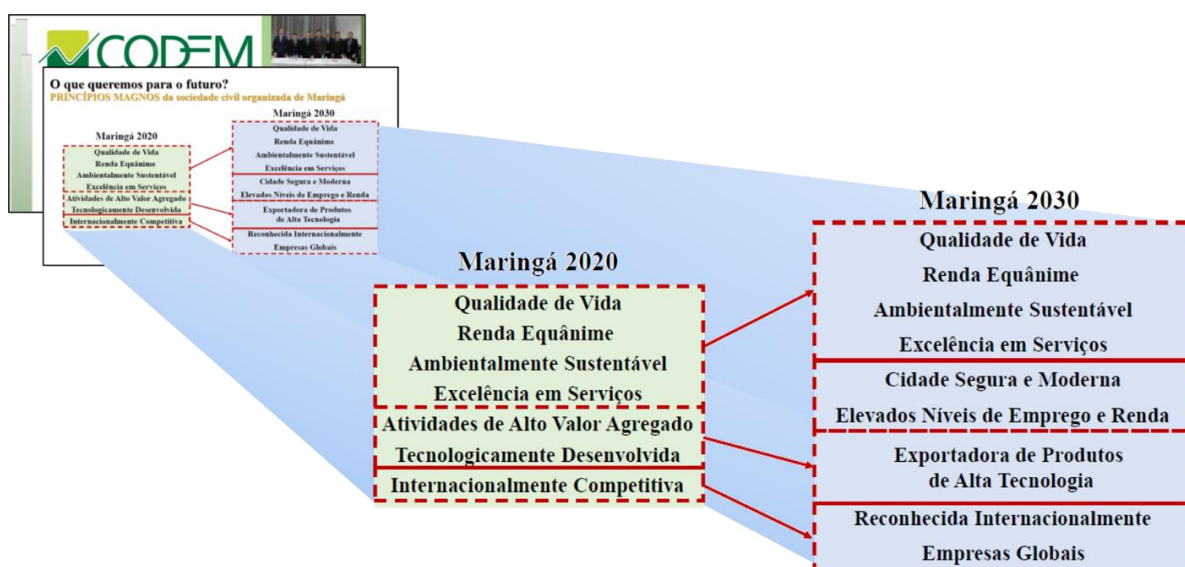 CODEM
O que queremos para o futuro?
PRINCÍPIOS MAGNOS da sociedade civil organizada de Maringá
Maringá 2020
Qualidade de Vida
Renda Equânime
Ambientalmente Sustentável
Excelência em Serviços
Atividades de Alto Valor Agregado
Tecnologicamente Desenvolvida
Internacionalmente Competitiva
Maringá 2030
Qualidade de Vida
Renda Equânime
Ambientalmente Sustentável
Excelência em Serviços
Cidade Segura e Moderna
Elevados Níveis de Emprego e Renda
Exportadora de Produtos
de Alta Tecnologia
Reconhecida Internacionalmente
Empresas Globais
Maringá 2020
Qualidade de Vida
Renda Equânime
Ambientalmente Sustentável
Excelência em Serviços
Atividades de Alto Valor Agregado
Tecnologicamente Desenvolvida
Internacionalmente Competitiva
Maringá 2030
Qualidade de Vida
Renda Equânime
Ambientalmente Sustentável
Excelência em Serviços
Cidade Segura e Moderna
Elevados Níveis de Emprego e Renda
Exportadora de Produtos
de Alta Tecnologia
Reconhecida Internacionalmente
Empresas Globais